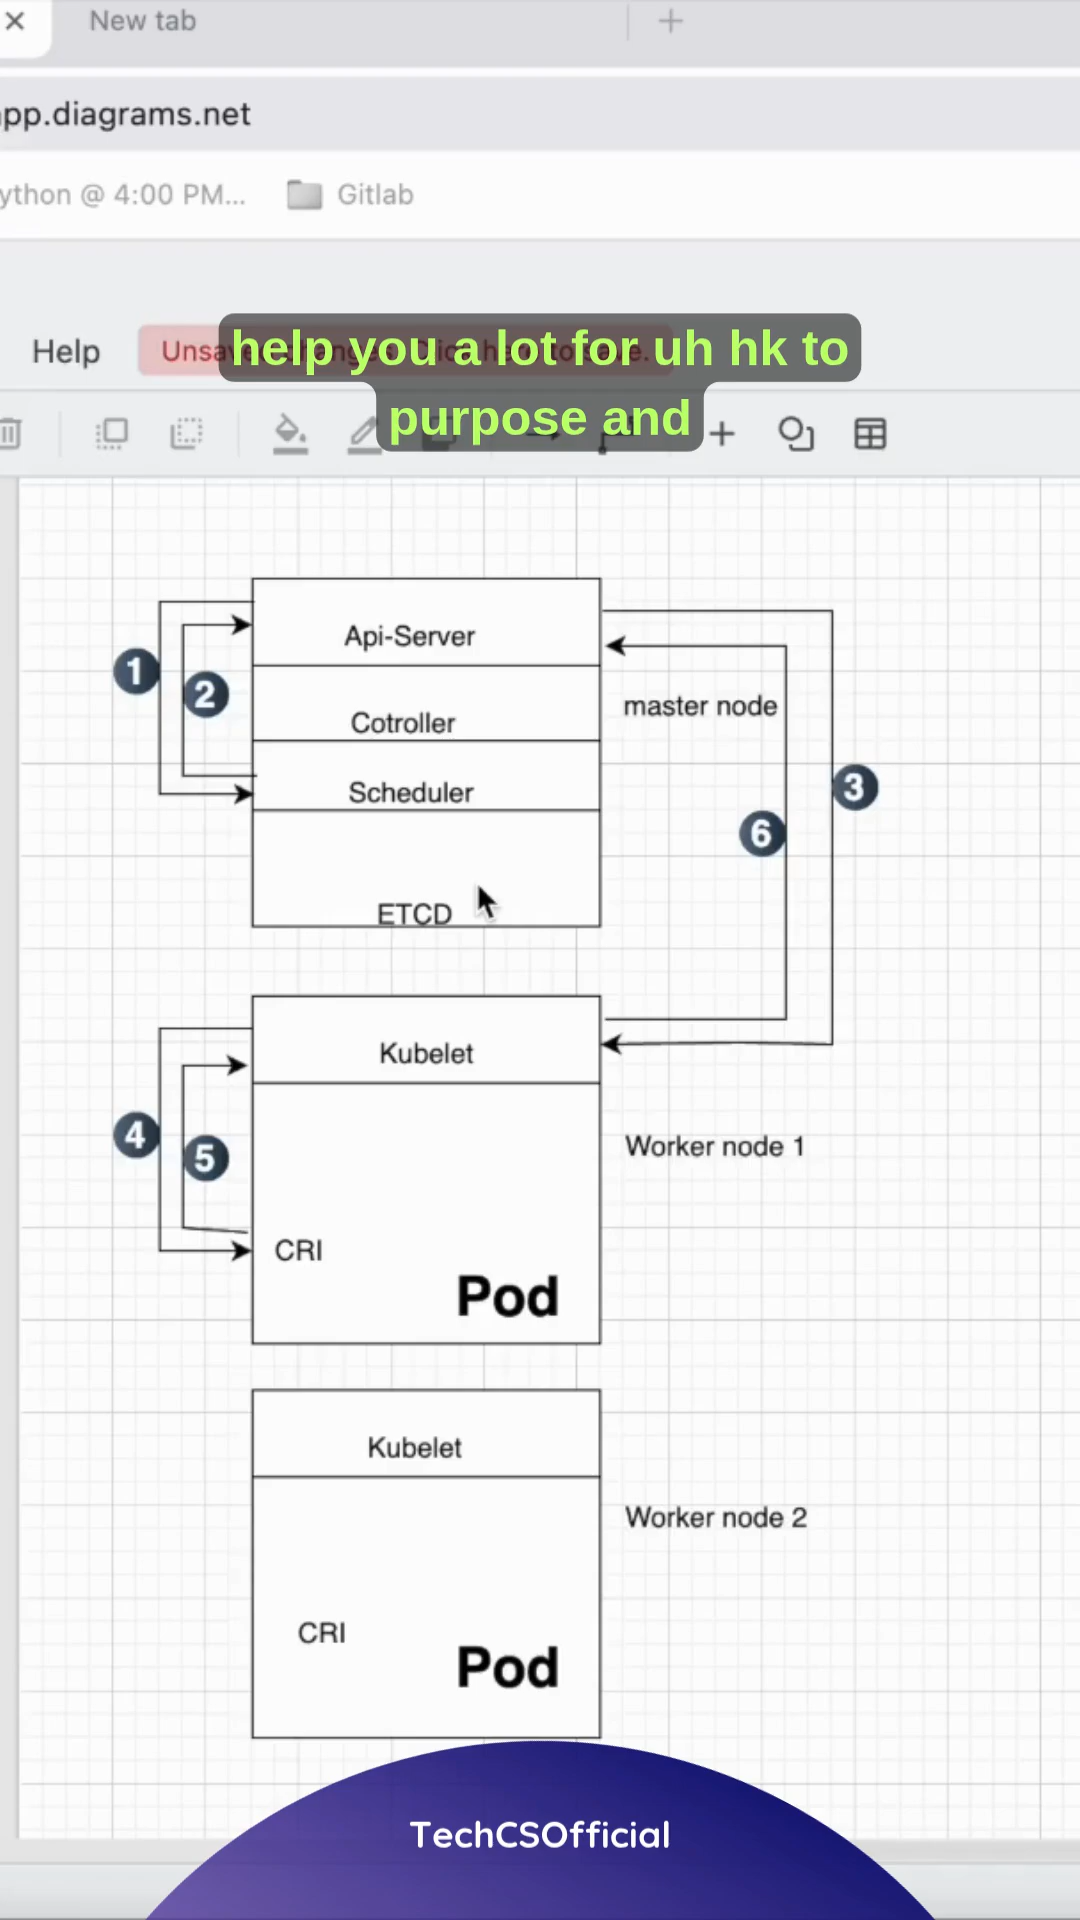 New tab
app.diagrams.net
ython @ 4:00 PM...
Gitlab
Help
help you a lot for uh hk to
purpose and
Api-Server
1
2
master node
Cotroller
Scheduler
3
6
ETCD
Kubelet
4
5
Worker node 1
CRI
Pod
Kubelet
Worker node 2
CRI
Pod
TechCSOfficial